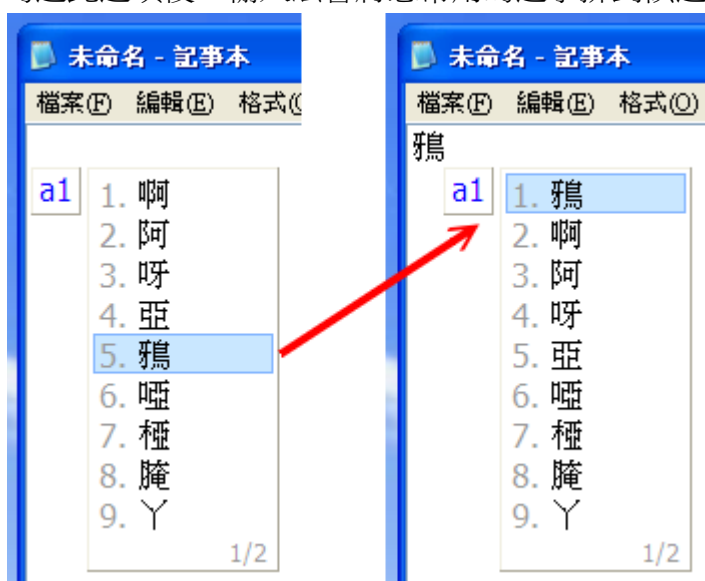 未命名 - 記事本
檔案(F) 編輯(E) 格式(
a1
1. 啊
2. 阿
3. 呀
4. 亞
5. 鴉
6. 啞
7. 椏
8. 腌
9. 丫
1/2
未命名 - 記事本
檔案(F) 編輯(E) 格式(O)
鴉
a1
1. 鴉
2. 啊
3. 阿
4. 呀
5. 亞
6. 啞
7. 椏
8. 腌
9. 丫
1/2